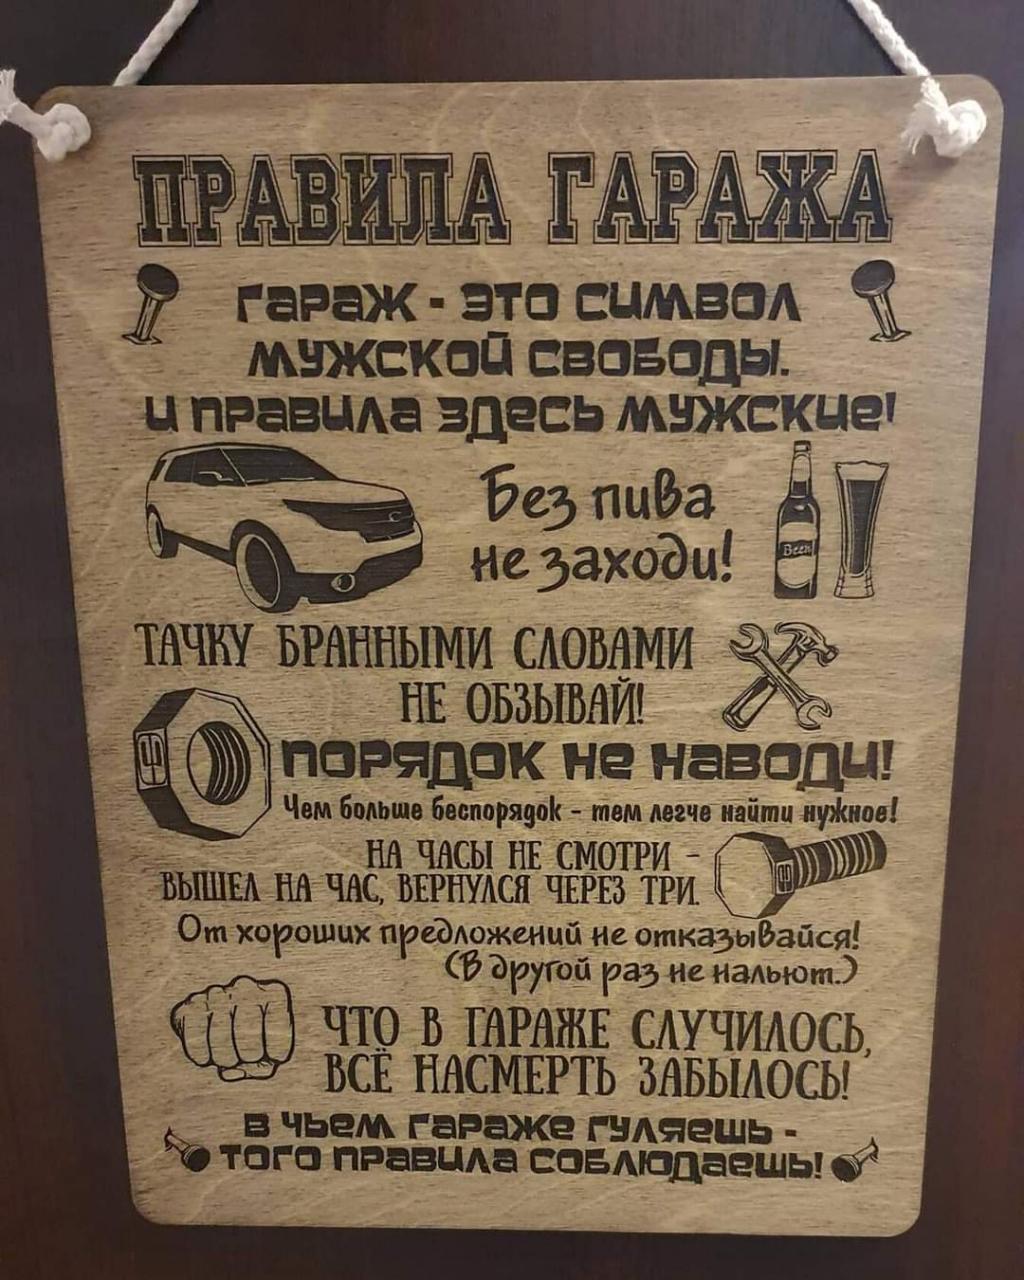 ПРАВИЛА ГАРАЖА
гараж - это символ
мужской свободы.
и правила здесь мужские!
Без пива
не заходи!
Beer
ТАЧКУ БРАННЫМИ СЛОВАМИ
НЕ ОБЗЫВАЙ!
порядок не наводи!
Чем больше беспорядок - тем легче найти нужное!
НА ЧАСЫ НЕ СМОТРИ -
ВЫШЕЛ НА ЧАС, ВЕРНУЛСЯ ЧЕРЕЗ ТРИ.
От хороших предложений не отказывайся!
(В другой раз не нальют.)
ЧТО В ГАРАЖЕ СЛУЧИЛОСЬ,
ВСЁ НАСМЕРТЬ ЗАБЫЛОСЬ!
в чьем гараже гуляешь -
того правила соблюдаешь!